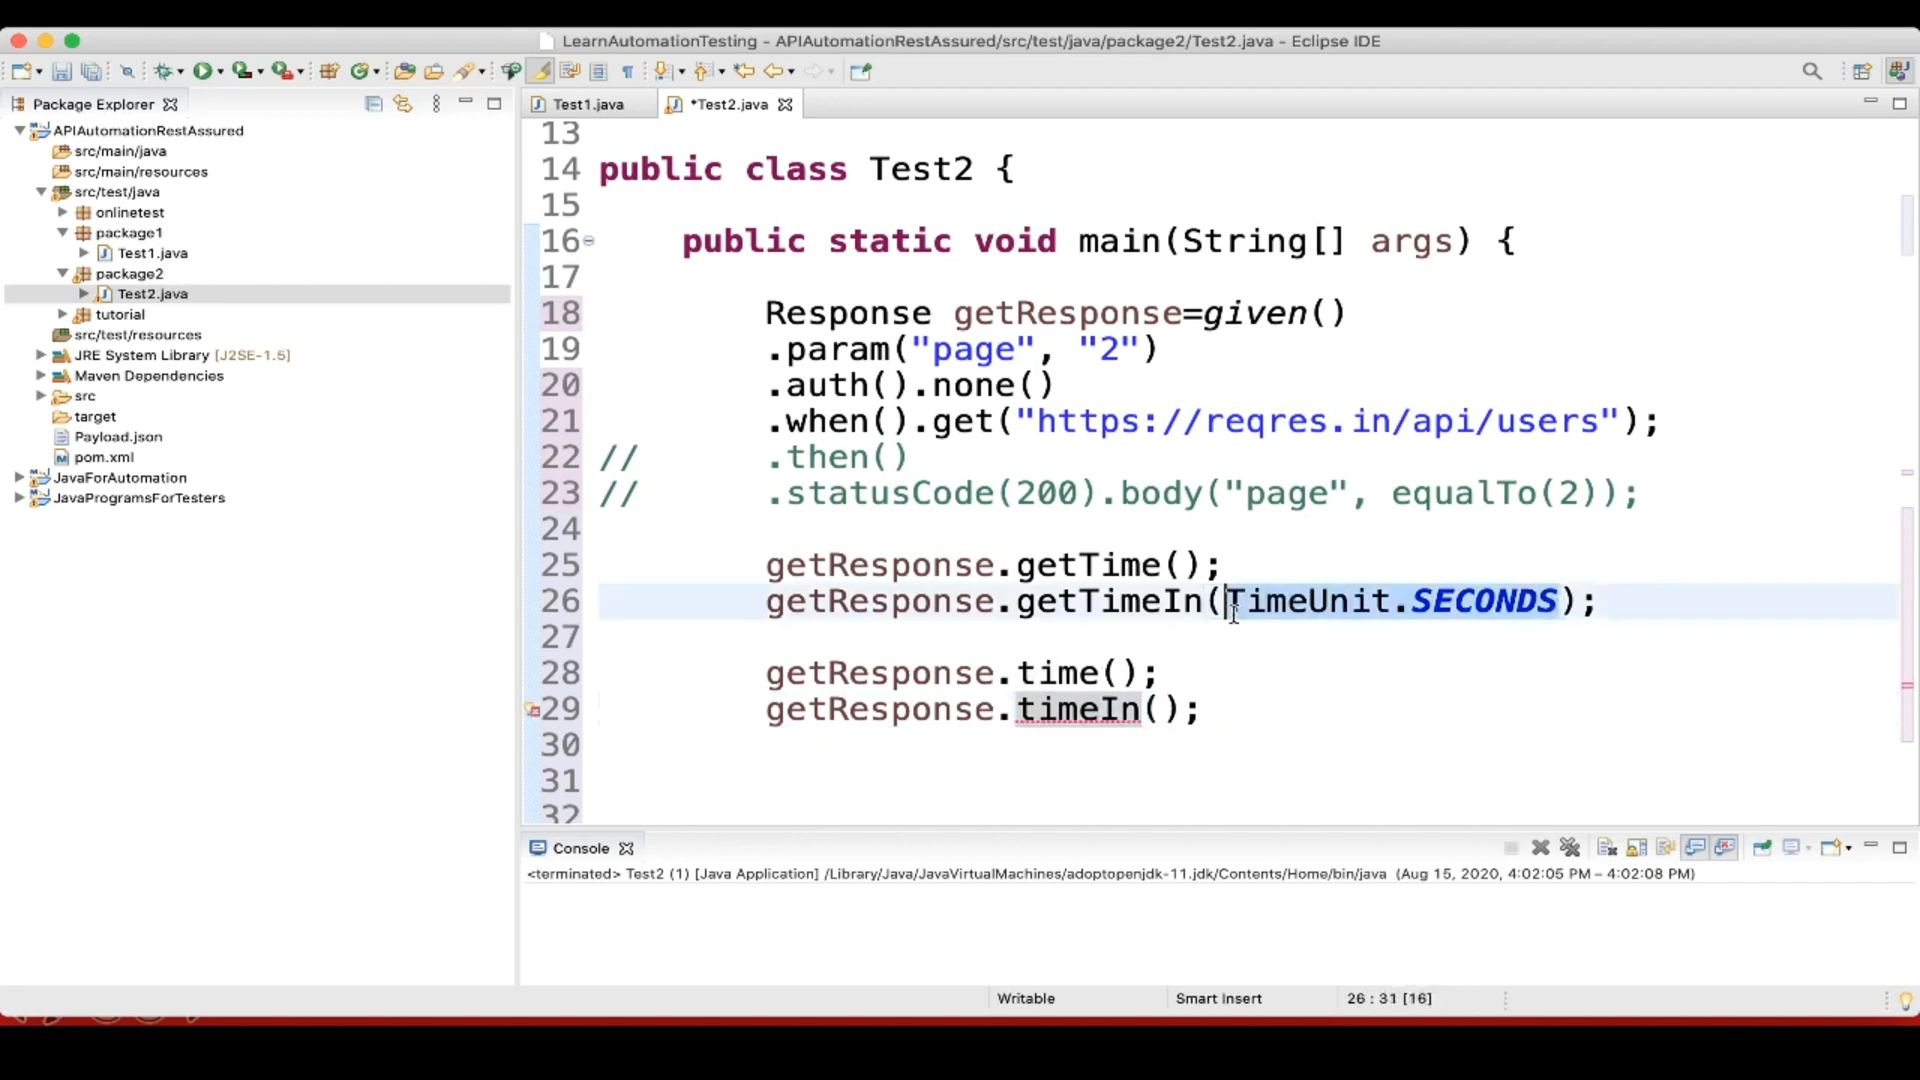 LearnAutomationTesting - APIAutomationRestAssured/src/test/java/package2/Test2.java - Eclipse IDE
Package Explorer
Test1.java
*Test2.java
APIAutomationRestAssured
src/main/java
src/main/resources
src/test/java
onlinetest
package1
Test1.java
package2
Test2.java
tutorial
src/test/resources
JRE System Library [J2SE-1.5]
Maven Dependencies
src
target
Payload.json
pom.xml
JavaForAutomation
JavaProgramsForTesters
13
14 public class Test2 {
15
16 public static void main(String[] args) {
17
18 Response getResponse=given()
19 .param("page", "2")
20 .auth().none()
21 .when().get("https://reqres.in/api/users");
22 // .then()
23 // .statusCode(200).body("page", equalTo(2));
24
25 getResponse.getTime();
26 getResponse.getTimeIn(TimeUnit.SECONDS);
27
28 getResponse.time();
29 getResponse.timeIn();
30
31
32
Console
<terminated> Test2 (1) [Java Application] /Library/Java/JavaVirtualMachines/adoptopenjdk-11.jdk/Contents/Home/bin/java (Aug 15, 2020, 4:02:05 PM – 4:02:08 PM)
Writable
Smart Insert
26 : 31 [16]